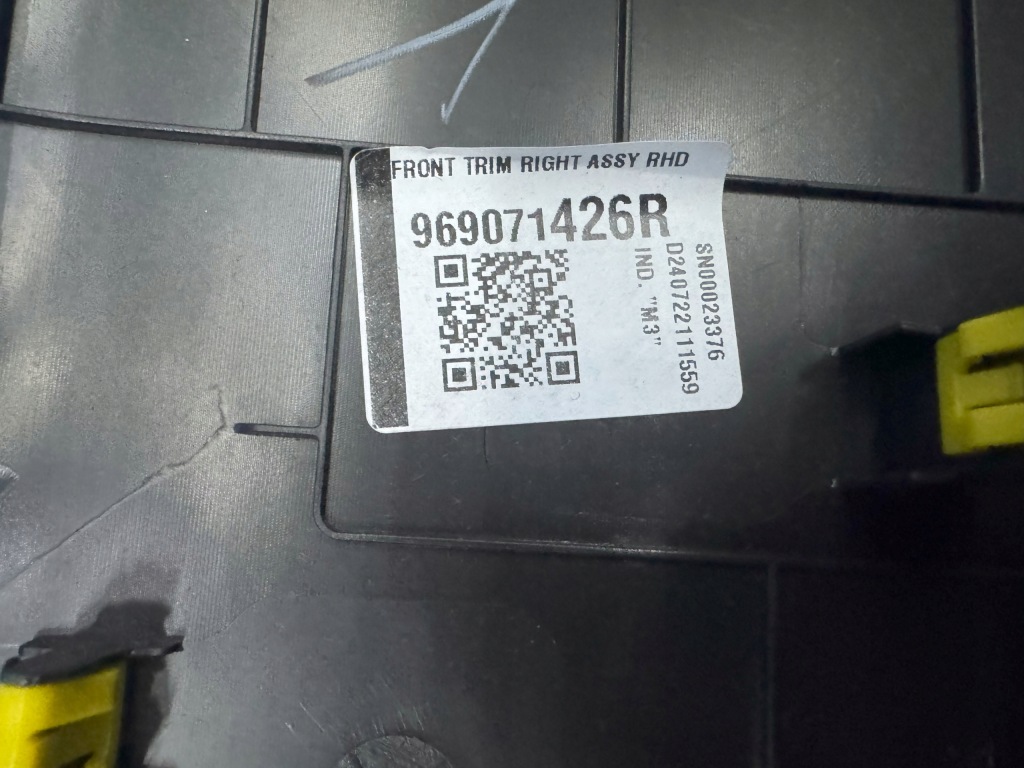 FRONT TRIM RIGHT ASSY RHD
969071426R
SN00023376
D240722111559
IND. "M3"